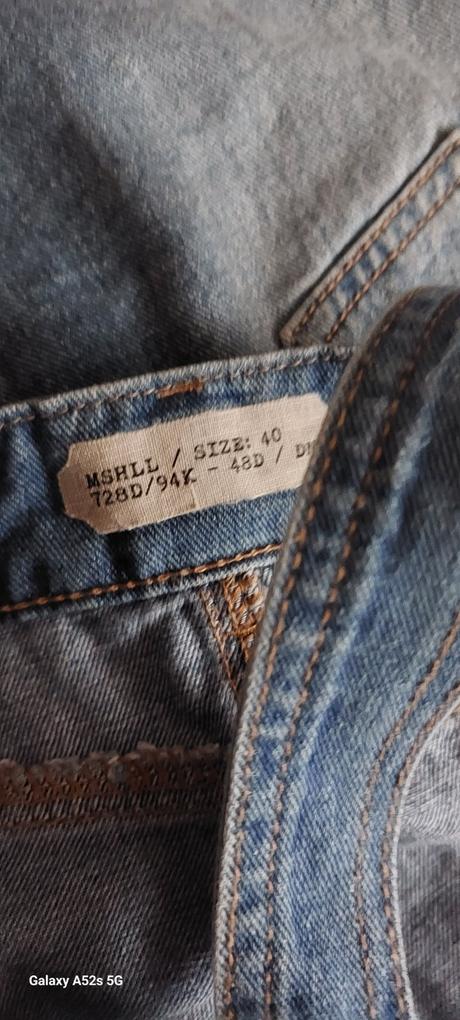 MSHLL / SIZE: 40
728D/94K - 48D /
Galaxy A52s 5G